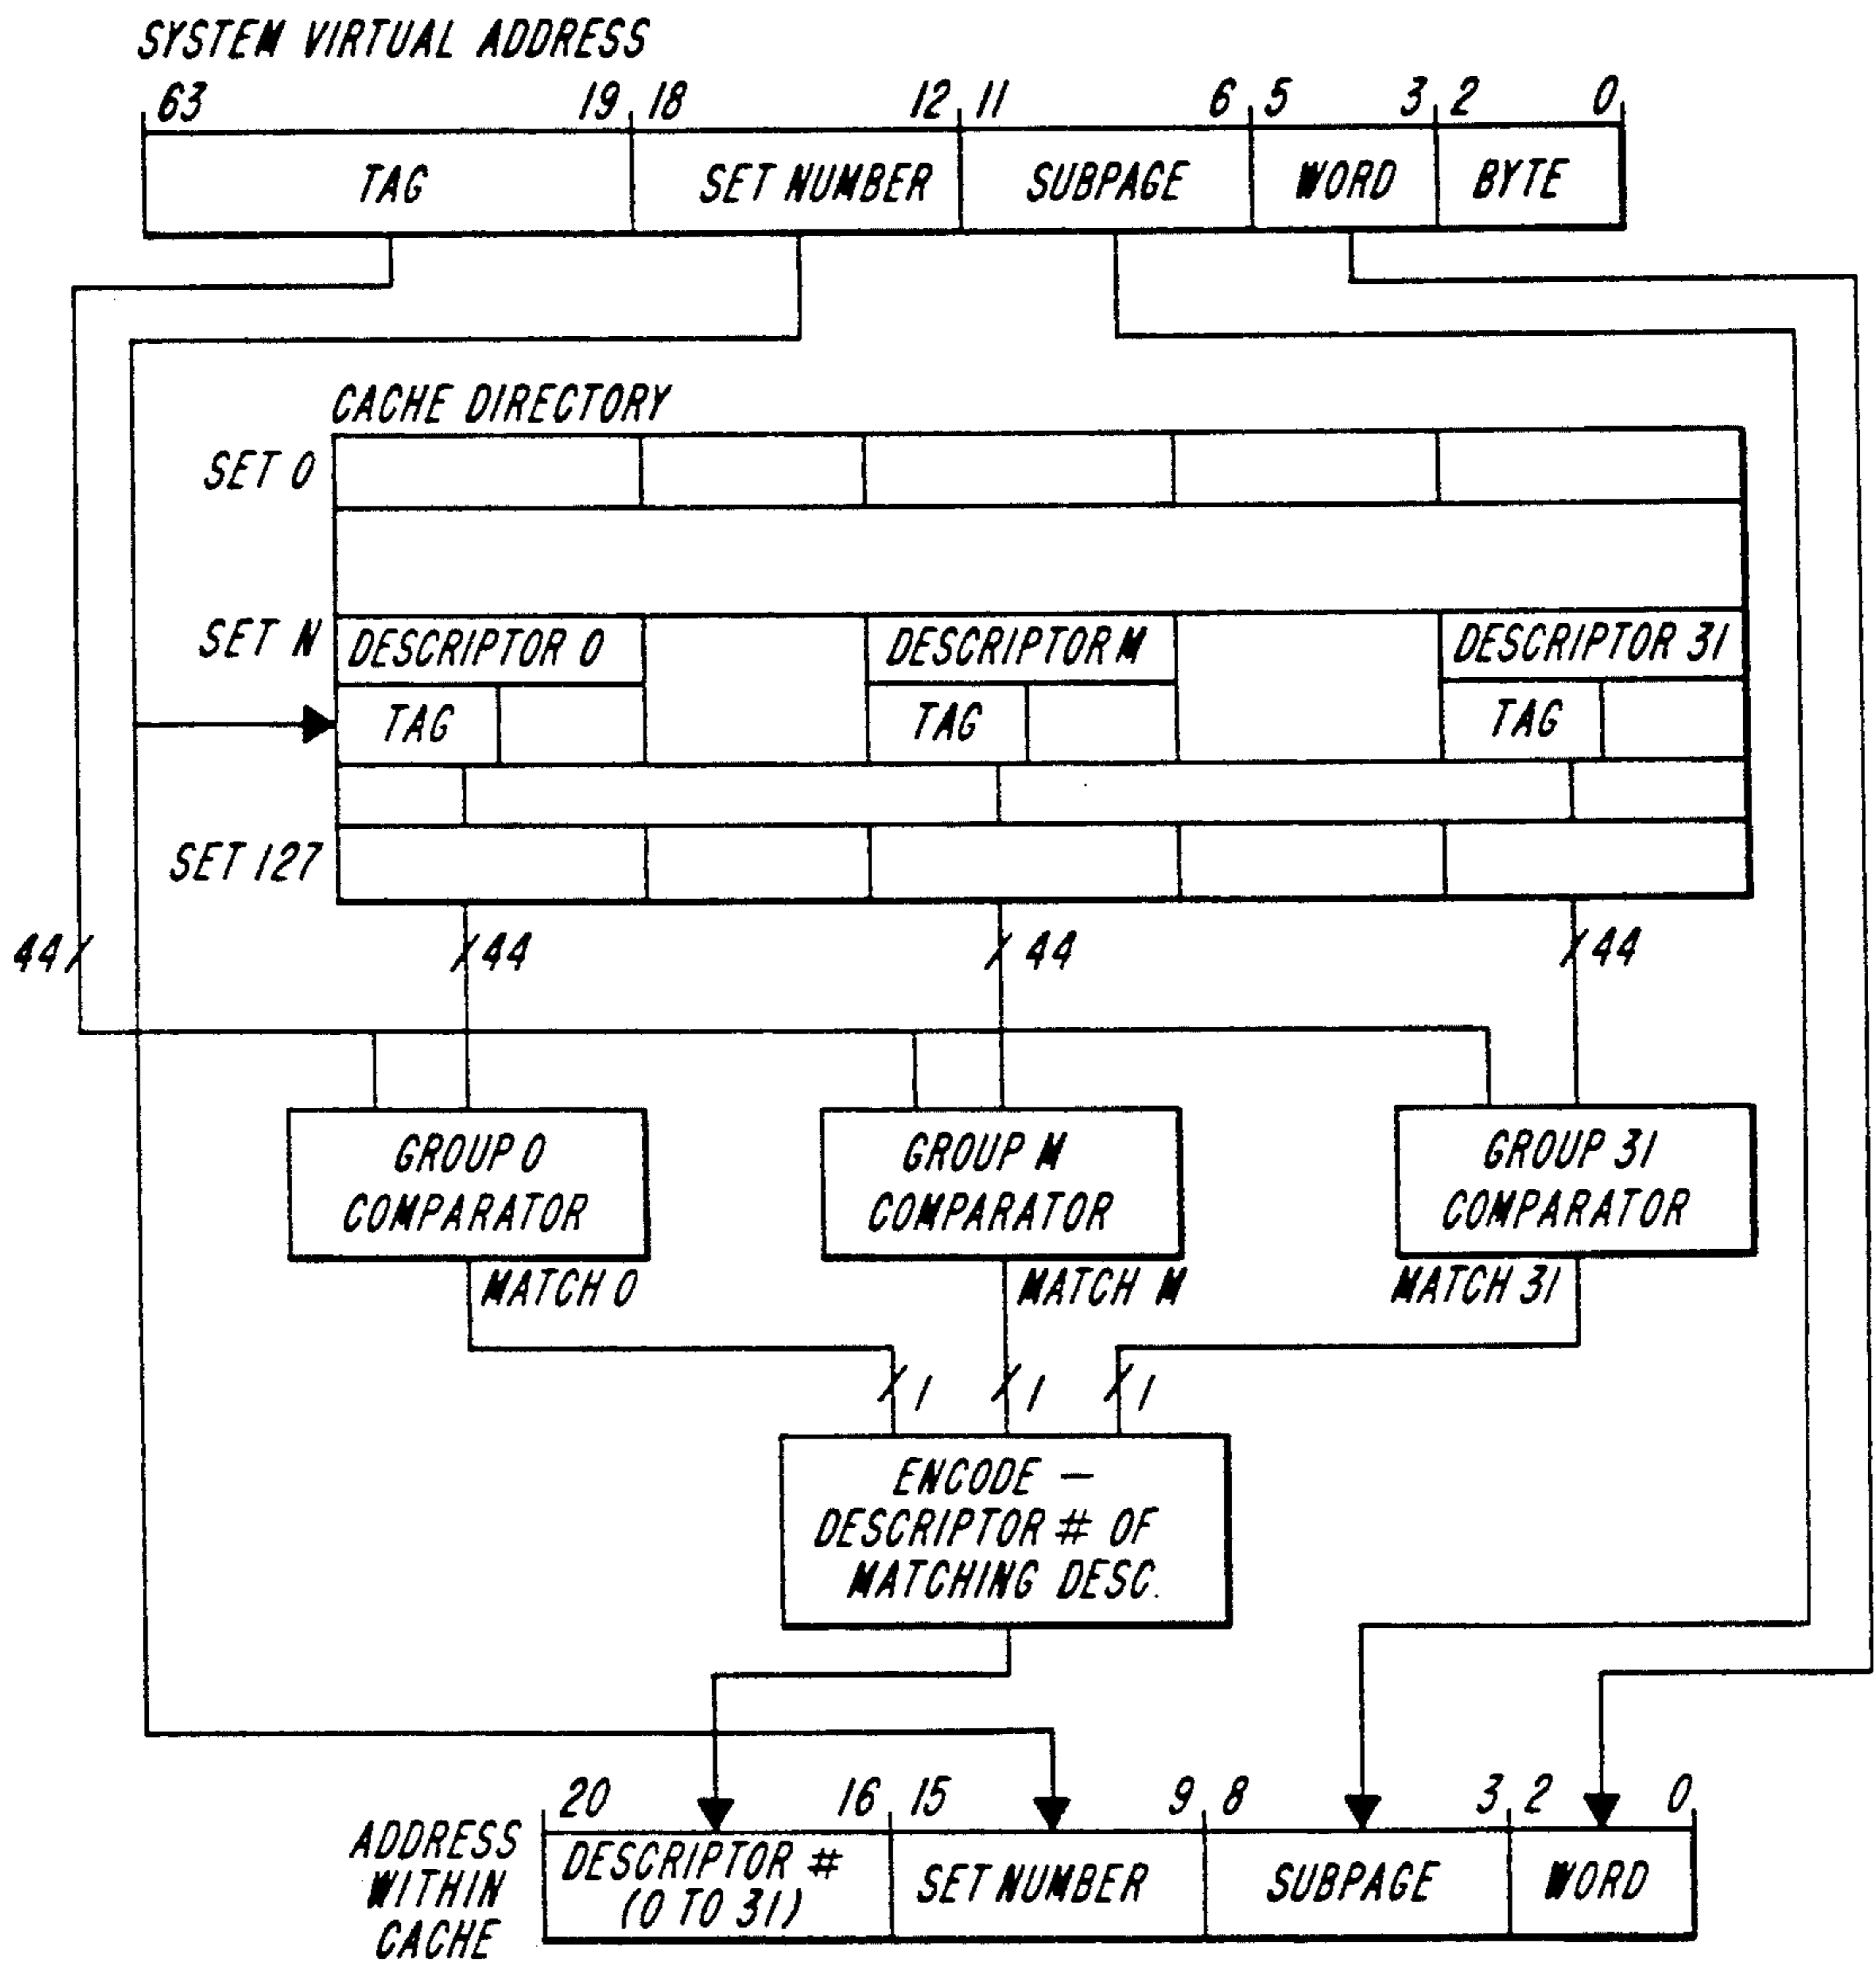 SYSTEM VIRTUAL ADDRESS
63 19 18 12 11 6 5 3 2 0
TAG SET NUMBER SUBPAGE WORD BYTE
CACHE DIRECTORY
SET 0
SET N DESCRIPTOR 0 DESCRIPTOR M DESCRIPTOR 31
TAG TAG TAG
SET 127
44 44 44 44
GROUP 0 COMPARATOR
GROUP M COMPARATOR
GROUP 31 COMPARATOR
MATCH 0 MATCH M MATCH 31
1 1 1
ENCODE –
DESCRIPTOR # OF
MATCHING DESC.
20 16 15 9 8 3 2 0
ADDRESS
WITHIN
CACHE
DESCRIPTOR #
(0 TO 31)
SET NUMBER SUBPAGE WORD